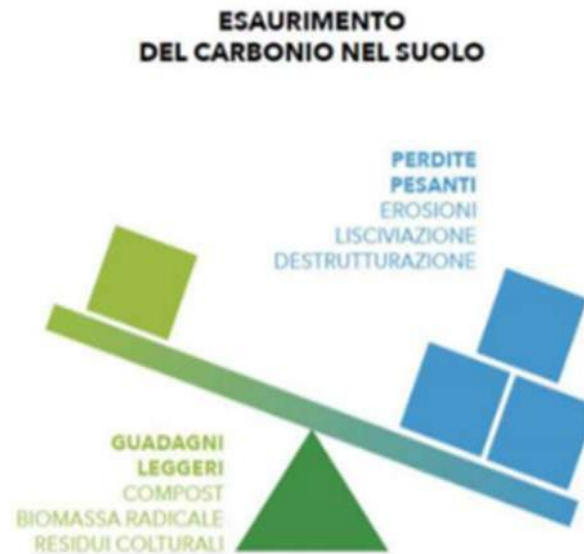 ESAURIMENTO
DEL CARBONIO NEL SUOLO
PERDITE
PESANTI
EROSIONI
LISCIVIAZIONE
DESTRUTTURAZIONE
GUADAGNI
LEGGERI
COMPOST
BIOMASSA RADICALE
RESIDUI COLTURALI